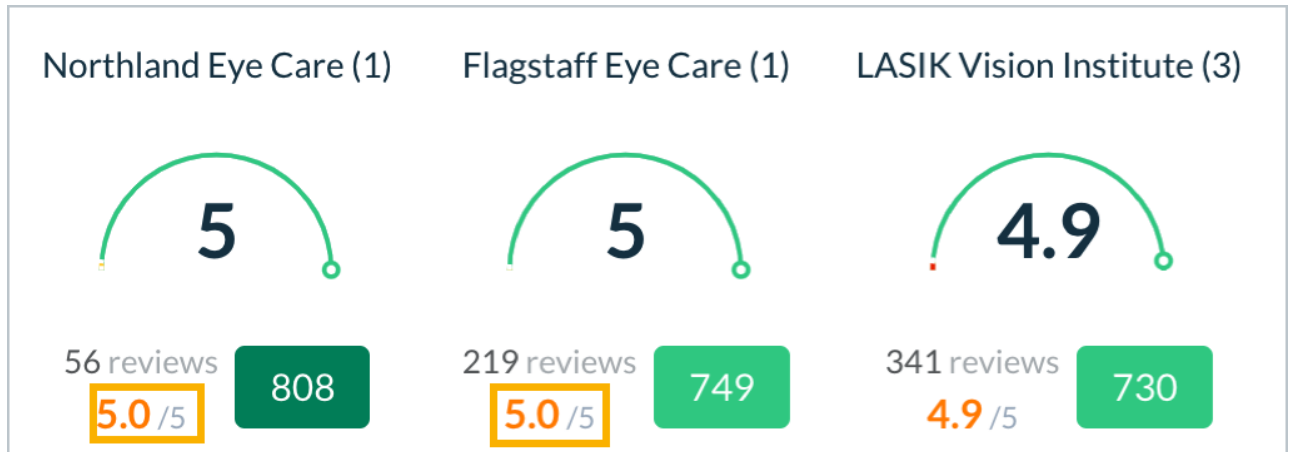 Northland Eye Care (1)
5
56 reviews
5.0 /5
808
Flagstaff Eye Care (1)
5
219 reviews
5.0 /5
749
LASIK Vision Institute (3)
4.9
341 reviews
4.9 /5
730